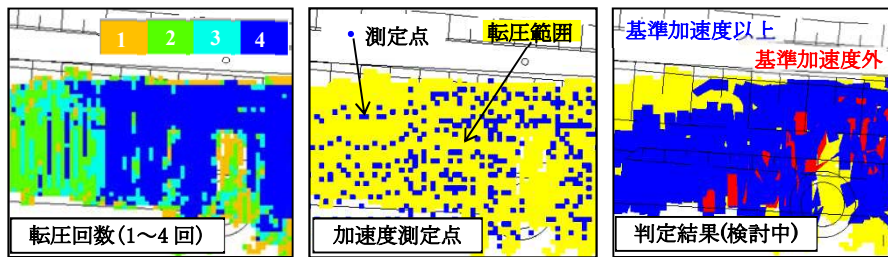 1 2 3 4
転圧回数(1～4 回)
測定点
転圧範囲
加速度測定点
基準加速度以上
基準加速度外
判定結果(検討中)